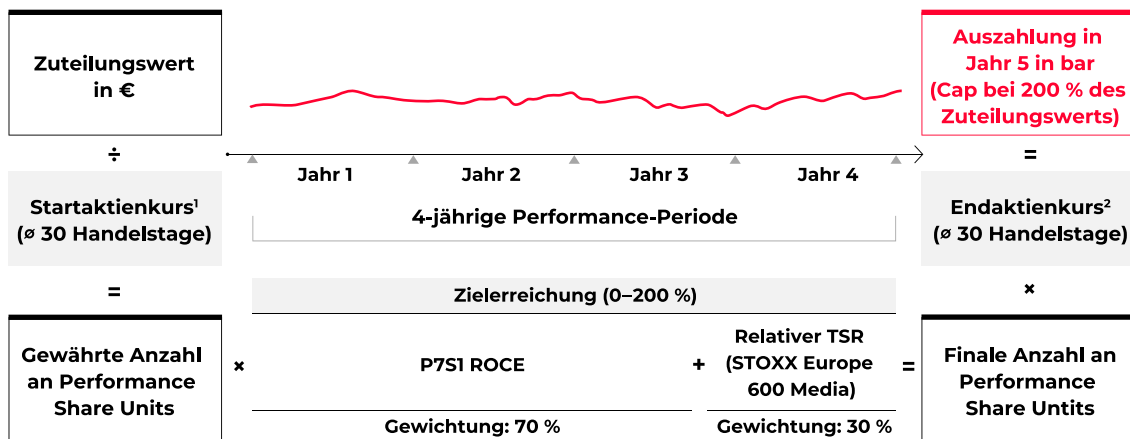 Zuteilungswert
in €
÷
Startaktienkurs¹
(ø 30 Handelstage)
=
Gewährte Anzahl
an Performance
Share Units
Jahr 1
Jahr 2
Jahr 3
Jahr 4
4-jährige Performance-Periode
Zielerreichung (0–200 %)
×
P7S1 ROCE
Gewichtung: 70 %
+
Relativer TSR
(STOXX Europe
600 Media)
Gewichtung: 30 %
=
Auszahlung in
Jahr 5 in bar
(Cap bei 200 % des
Zuteilungswerts)
=
Endaktienkurs²
(ø 30 Handelstage)
×
Finale Anzahl an
Performance
Share Untits